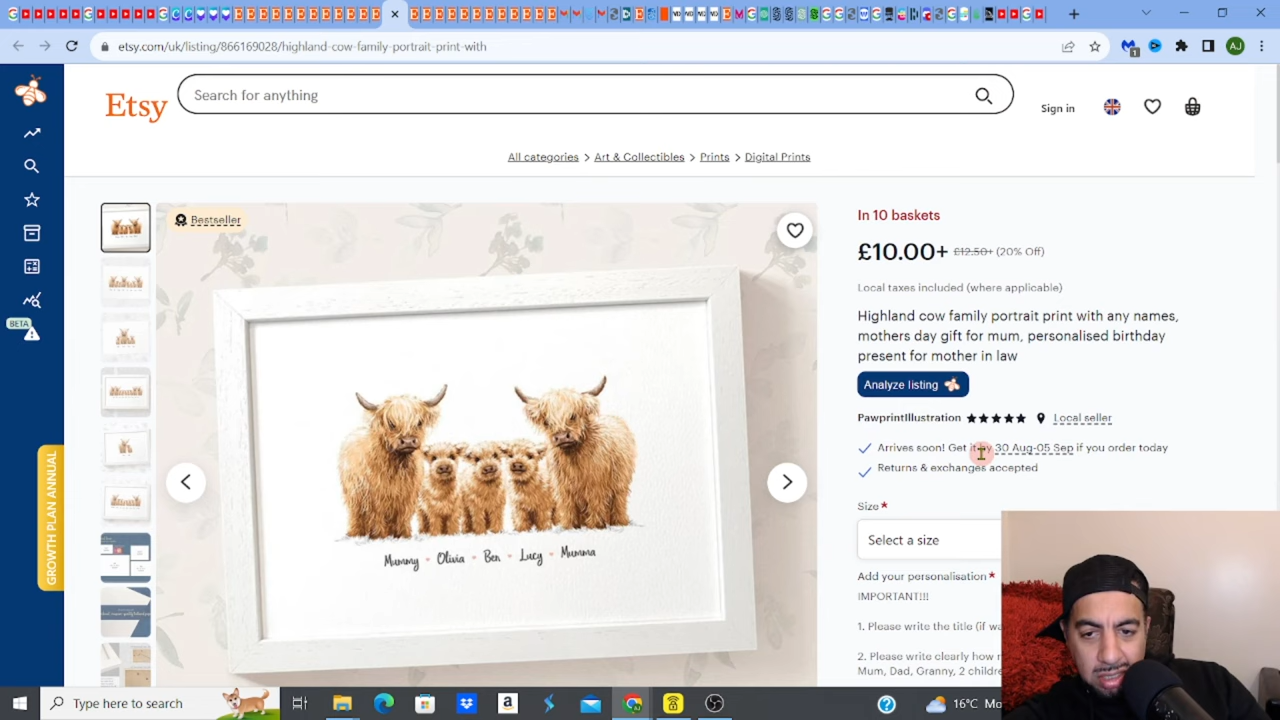 etsy.com/uk/listing/866169028/highland-cow-family-portrait-print-with
1
AJ
Etsy
Search for anything
Sign in
All categories > Art & Collectibles > Prints > Digital Prints
Bestseller
In 10 baskets
£10.00+ £12.50+ (20% Off)
Local taxes included (where applicable)
Highland cow family portrait print with any names,
mothers day gift for mum, personalised birthday
present for mother in law
Analyze listing
PawprintIllustration ★★★★★ Local seller
Arrives soon! Get it by 30 Aug-05 Sep if you order today
Returns & exchanges accepted
Size *
Select a size
Add your personalisation *
IMPORTANT!!!
1. Please write the title (if
2. Please write clearly how
Mum, Dad, Granny, 2
BETA
GROWTH PLAN ANNUAL
Mummy Olivia Ben Lucy Mumma
Type here to search
16°C